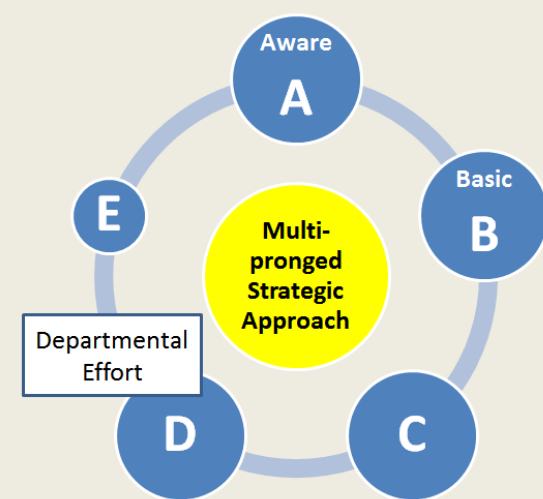 Aware
A
Basic
B
C
D
Departmental
Effort
E
Multi-
pronged
Strategic
Approach